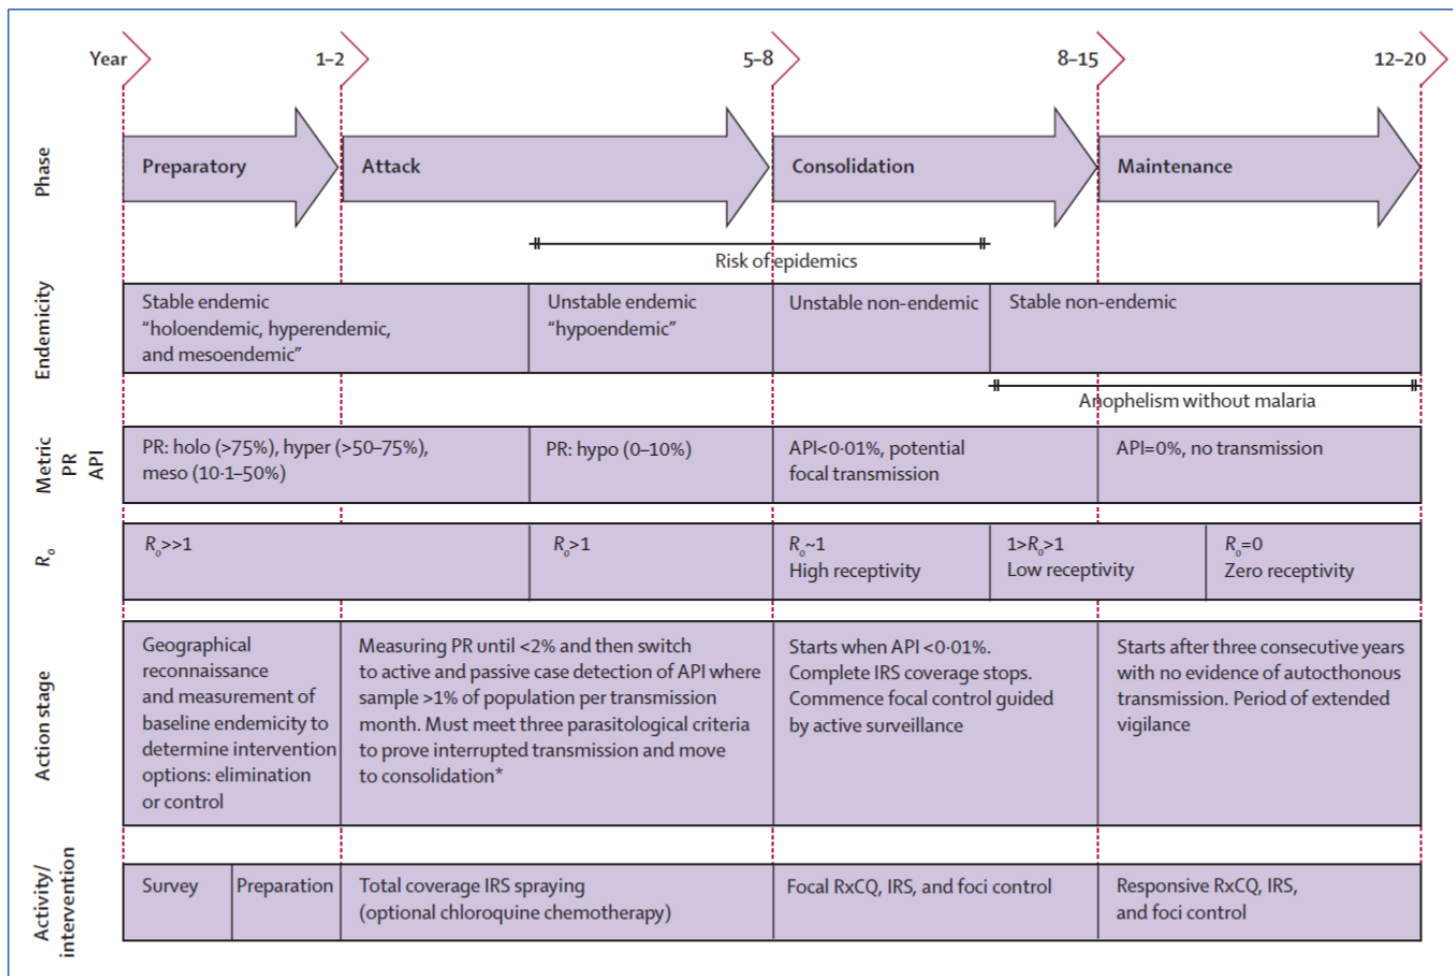 Year
1–2
5–8
8–15
12–20
Phase
Preparatory
Attack
Consolidation
Maintenance
Risk of epidemics
Endemicity
Stable endemic
“holoendemic, hyperendemic,
and mesoendemic”
Unstable endemic
“hypoendemic”
Unstable non-endemic
Stable non-endemic
Anophelism without malaria
Metric
PR
API
PR: holo (>75%), hyper (>50–75%),
meso (10·1–50%)
PR: hypo (0–10%)
API<0·01%, potential
focal transmission
API=0%, no transmission
Ro
Ro>>1
Ro>1
Ro~1
High receptivity
1>Ro>1
Low receptivity
Ro=0
Zero receptivity
Action stage
Geographical
reconnaissance
and measurement of
baseline endemicity to
determine intervention
options: elimination
or control
Measuring PR until <2% and then switch
to active and passive case detection of API where
sample >1% of population per transmission
month. Must meet three parasitological criteria
to prove interrupted transmission and move
to consolidation*
Starts when API <0·01%.
Complete IRS coverage stops.
Commence focal control guided
by active surveillance
Starts after three consecutive years
with no evidence of autocthonous
transmission. Period of extended
vigilance
Activity/
intervention
Survey
Preparation
Total coverage IRS spraying
(optional chloroquine chemotherapy)
Focal RxCQ, IRS, and foci control
Responsive RxCQ, IRS,
and foci control